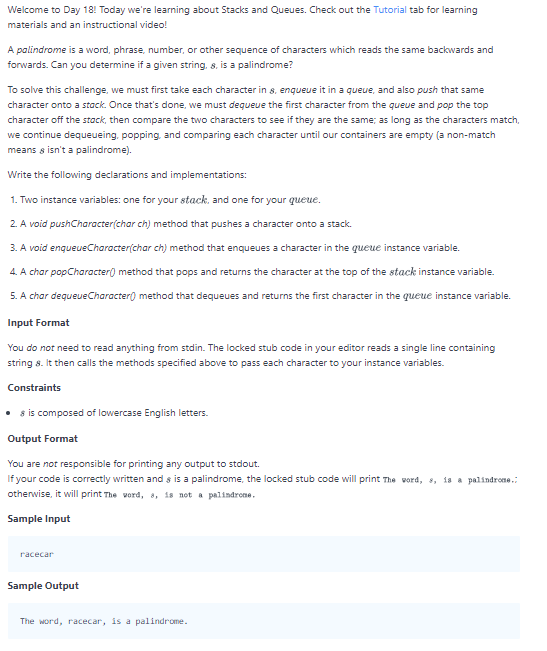 Welcome to Day 18! Today we're learning about Stacks and Queues. Check out the Tutorial tab for learning
materials and an instructional video!
A palindrome is a word, phrase, number, or other sequence of characters which reads the same backwards and
forwards. Can you determine if a given string, s, is a palindrome?
To solve this challenge, we must first take each character in s, enqueue it in a queue, and also push that same
character onto a stack. Once that's done, we must dequeue the first character from the queue and pop the top
character off the stack, then compare the two characters to see if they are the same; as long as the characters match,
we continue dequeueing, popping, and comparing each character until our containers are empty (a non-match
means s isn't a palindrome).
Write the following declarations and implementations:
1. Two instance variables: one for your stack, and one for your queue.
2. A void pushCharacter(char ch) method that pushes a character onto a stack.
3. A void enqueueCharacter(char ch) method that enqueues a character in the queue instance variable.
4. A char popCharacter() method that pops and returns the character at the top of the stack instance variable.
5. A char dequeueCharacter() method that dequeues and returns the first character in the queue instance variable.
Input Format
You do not need to read anything from stdin. The locked stub code in your editor reads a single line containing
string s. It then calls the methods specified above to pass each character to your instance variables.
Constraints
• s is composed of lowercase English letters.
Output Format
You are not responsible for printing any output to stdout.
If your code is correctly written and s is a palindrome, the locked stub code will print The word, s, is a palindrome.;
otherwise, it will print The word, s, is not a palindrome.
Sample Input
racecar
Sample Output
The word, racecar, is a palindrome.